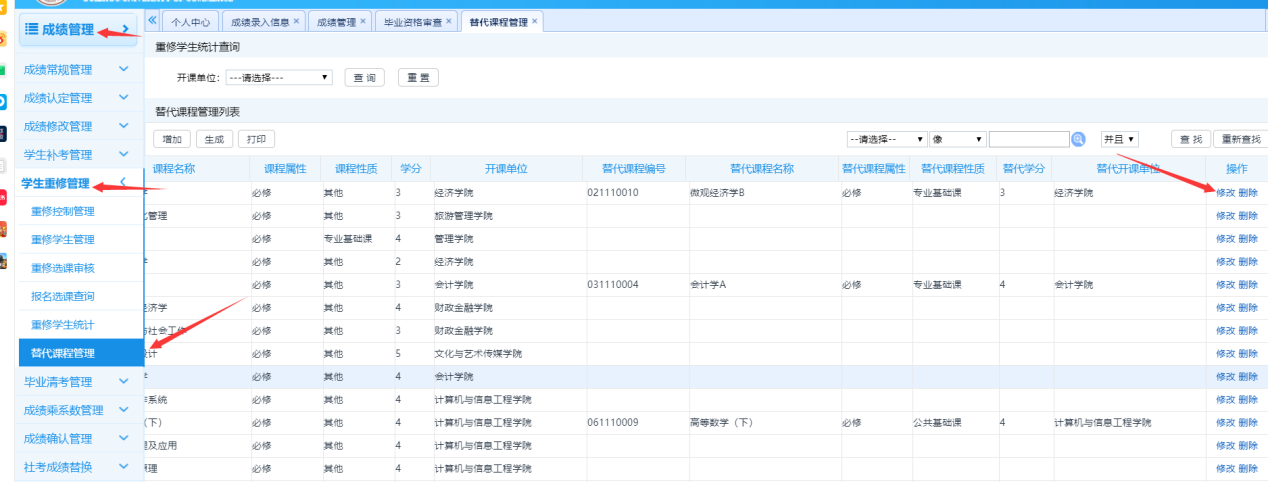 成绩管理
个人中心 成绩录入信息 × 成绩管理 × 毕业资格审查 × 替代课程管理 ×
重修学生统计查询
开课单位: ---请选择--- 查询 重置
替代课程管理列表
增加 生成 打印 --请选择-- 像 并且 查找 重新查找
成绩常规管理
成绩认定管理
成绩修改管理
学生补考管理
学生重修管理
重修控制管理
重修学生管理
重修选课审核
报名选课查询
重修学生统计
替代课程管理
毕业清考管理
成绩乘系数管理
成绩确认管理
社考成绩替换
课程名称 课程属性 课程性质 学分 开课单位 替代课程编号 替代课程名称 替代课程属性 替代课程性质 替代学分 替代开课单位 操作
必修 其他 3 经济学院 021110010 微观经济学B 必修 专业基础课 3 经济学院 修改 删除
管理 必修 其他 3 旅游管理学院 修改 删除
必修 专业基础课 4 管理学院 修改 删除
必修 其他 2 经济学院 修改 删除
必修 其他 3 会计学院 031110004 会计学A 必修 专业基础课 4 会计学院 修改 删除
济学 必修 其他 4 财政金融学院 修改 删除
社会工作 必修 其他 3 财政金融学院 修改 删除
计 必修 其他 5 文化与艺术传媒学院 修改 删除
必修 其他 4 会计学院 修改 删除
系统 必修 其他 4 计算机与信息工程学院 修改 删除
（下） 必修 其他 4 计算机与信息工程学院 061110009 高等数学（下） 必修 公共基础课 4 计算机与信息工程学院 修改 删除
及应用 必修 其他 4 计算机与信息工程学院 修改 删除
理 必修 其他 4 计算机与信息工程学院 修改 删除